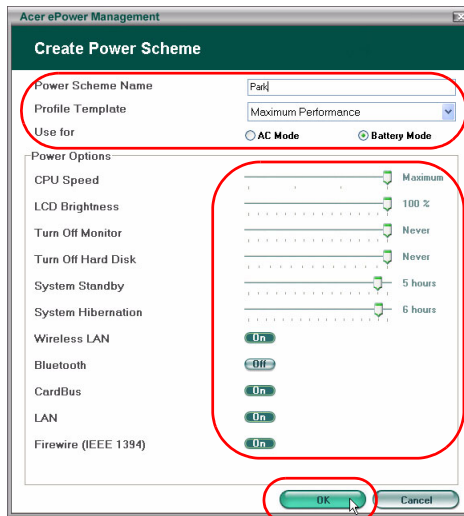 Acer ePower Management
Create Power Scheme
Power Scheme Name Park
Profile Template Maximum Performance
Use for AC Mode Battery Mode
Power Options
CPU Speed Maximum
LCD Brightness 100 %
Turn Off Monitor Never
Turn Off Hard Disk Never
System Standby 5 hours
System Hibernation 6 hours
Wireless LAN On
Bluetooth Off
CardBus On
LAN On
Firewire (IEEE 1394) On
OK Cancel